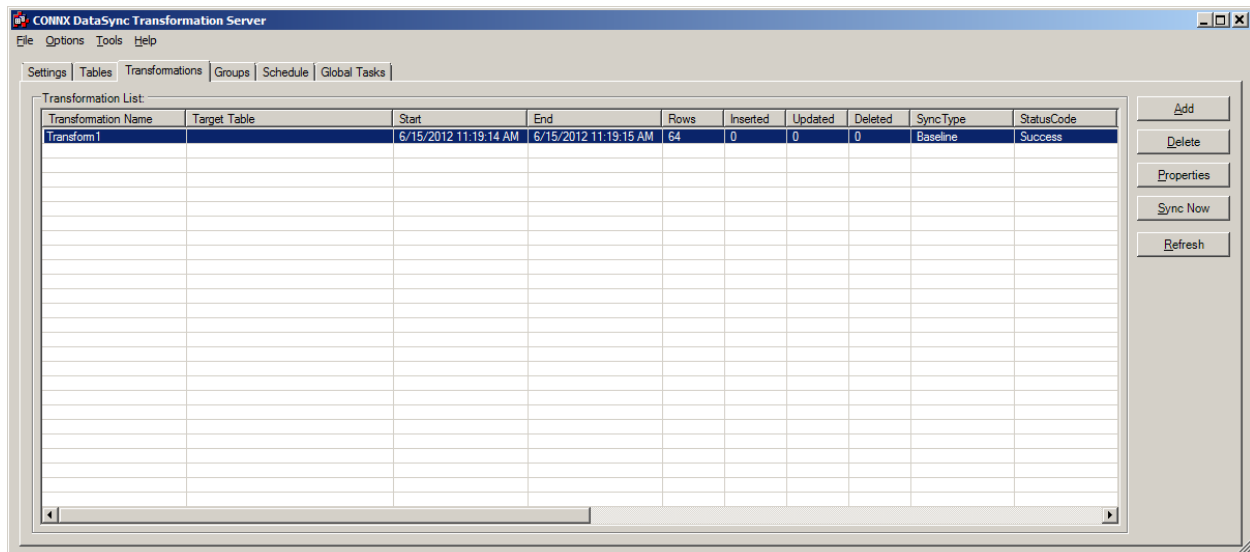 CONNX DataSync Transformation Server
File Options Tools Help
Settings Tables Transformations Groups Schedule Global Tasks
Transformation List:
Transformation Name Target Table Start End Rows Inserted Updated Deleted SyncType StatusCode
Transform1 6/15/2012 11:19:14 AM 6/15/2012 11:19:15 AM 64 0 0 0 Baseline Success
Add
Delete
Properties
Sync Now
Refresh